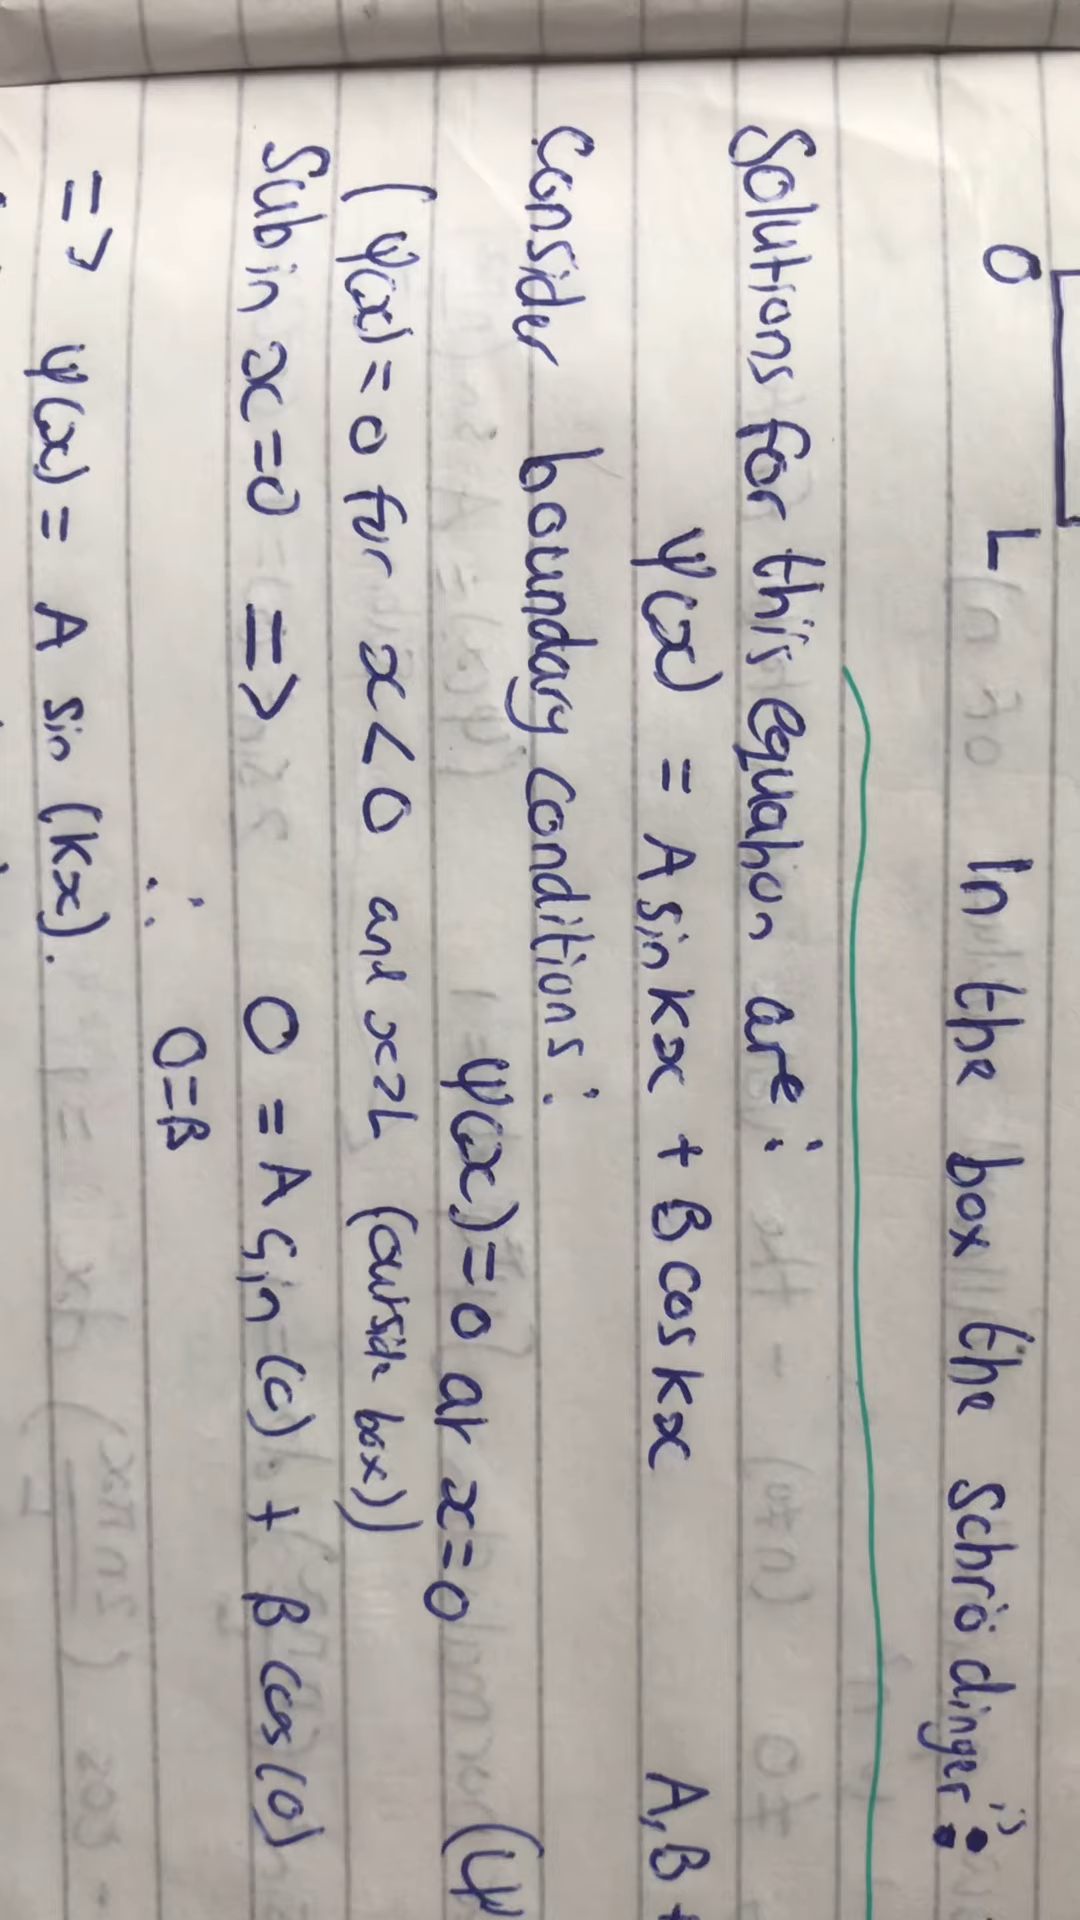 O L
In the box the Schrödinger is:
Solutions for this equation are:
ψ(x) = A sin kx + B cos kx A, B +
Consider boundary conditions:
ψ(x) = 0 at x=0 (ψ
(ψ(x) = 0 for x<0 and x>L (outside box))
Sub in x=0 => 0 = A sin(0) + B cos(0)
∴ 0=B
=> ψ(x) = A sin (kx).